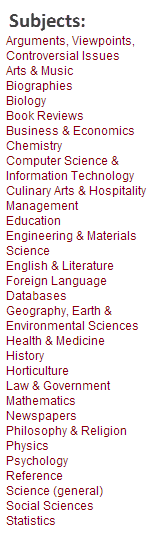 Subjects:
Arguments, Viewpoints,
Controversial Issues
Arts & Music
Biographies
Biology
Book Reviews
Business & Economics
Chemistry
Computer Science &
Information Technology
Culinary Arts & Hospitality
Management
Education
Engineering & Materials
Science
English & Literature
Foreign Language
Databases
Geography, Earth &
Environmental Sciences
Health & Medicine
History
Horticulture
Law & Government
Mathematics
Newspapers
Philosophy & Religion
Physics
Psychology
Reference
Science (general)
Social Sciences
Statistics